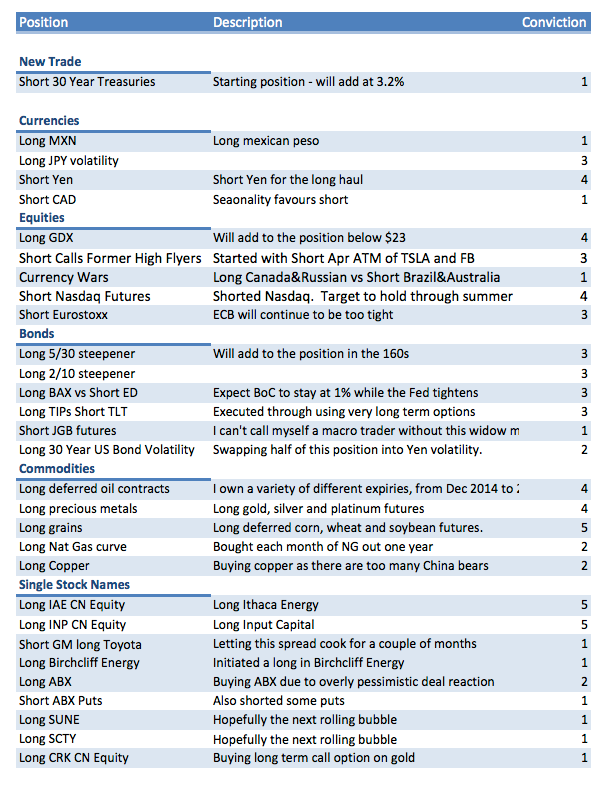 Position Description Conviction
New Trade
Short 30 Year Treasuries Starting position - will add at 3.2% 1
Currencies
Long MXN Long mexican peso 1
Long JPY volatility 3
Short Yen Short Yen for the long haul 4
Short CAD Seaonality favours short 1
Equities
Long GDX Will add to the position below $23 4
Short Calls Former High Flyers Started with Short Apr ATM of TSLA and FB 3
Currency Wars Long Canada&Russian vs Short Brazil&Australia 1
Short Nasdaq Futures Shorted Nasdaq. Target to hold through summer 4
Short Eurostoxx ECB will continue to be too tight 3
Bonds
Long 5/30 steepener Will add to the position in the 160s 3
Long 2/10 steepener 3
Long BAX vs Short ED Expect BoC to stay at 1% while the Fed tightens 3
Long TIPs Short TLT Executed through using very long term options 3
Short JGB futures I can't call myself a macro trader without this widow m 1
Long 30 Year US Bond Volatility Swapping half of this position into Yen volatility. 2
Commodities
Long deferred oil contracts I own a variety of different expiries, from Dec 2014 to 4
Long precious metals Long gold, silver and platinum futures 4
Long grains Long deferred corn, wheat and soybean futures. 5
Long Nat Gas curve Bought each month of NG out one year 2
Long Copper Buying copper as there are too many China bears 2
Single Stock Names
Long IAE CN Equity Long Ithaca Energy 5
Long INP CN Equity Long Input Capital 5
Short GM long Toyota Letting this spread cook for a couple of months 1
Long Birchcliff Energy Initiated a long in Birchcliff Energy 1
Long ABX Buying ABX due to overly pessimistic deal reaction 2
Short ABX Puts Also shorted some puts 1
Long SUNE Hopefully the next rolling bubble 1
Long SCTY Hopefully the next rolling bubble 1
Long CRK CN Equity Buying long term call option on gold 1